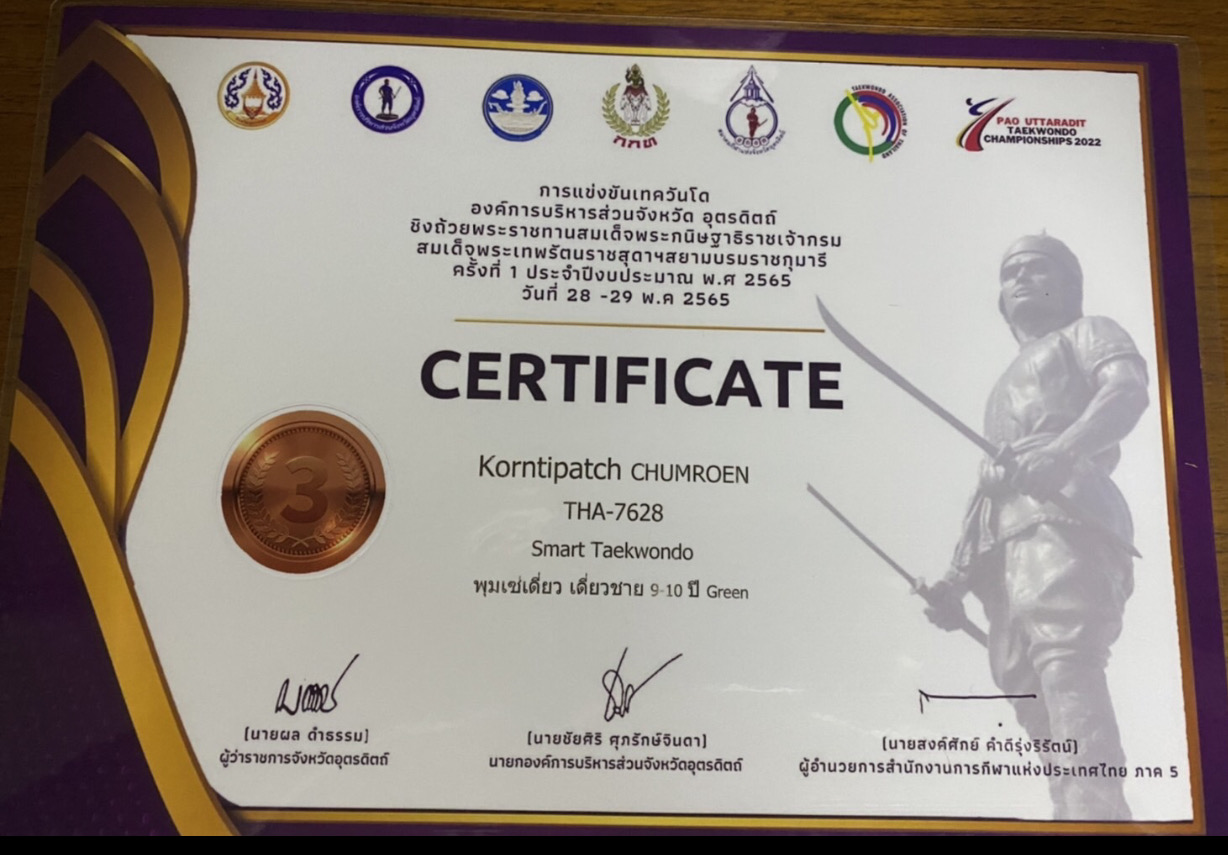 กกท
TAEKWONDO ASSOCIATION OF THAILAND
PAO UTTARADIT
TAEKWONDO
CHAMPIONSHIPS 2022
การแข่งขันเทควันโด
องค์การบริหารส่วนจังหวัด อุตรดิตถ์
ชิงถ้วยพระราชทานสมเด็จพระกนิษฐาธิราชเจ้ากรม
สมเด็จพระเทพรัตนราชสุดาฯสยามบรมราชกุมารี
ครั้งที่ 1 ประจำปีงบประมาณ พ.ศ 2565
วันที่ 28 -29 พ.ค 2565
CERTIFICATE
3
Korntipatch CHUMROEN
THA-7628
Smart Taekwondo
พุมเซ่เดี่ยว เดี่ยวชาย 9-10 ปี Green
(นายผล ดำธรรม)
ผู้ว่าราชการจังหวัดอุตรดิตถ์
(นายชัยศิริ ศุภรักษ์จินดา)
นายกองค์การบริหารส่วนจังหวัดอุตรดิตถ์
(นายสงค์ศักย์ คำดีรุ่งริรัตน์)
ผู้อำนวยการสำนักงานการกีฬาแห่งประเทศไทย ภาค 5